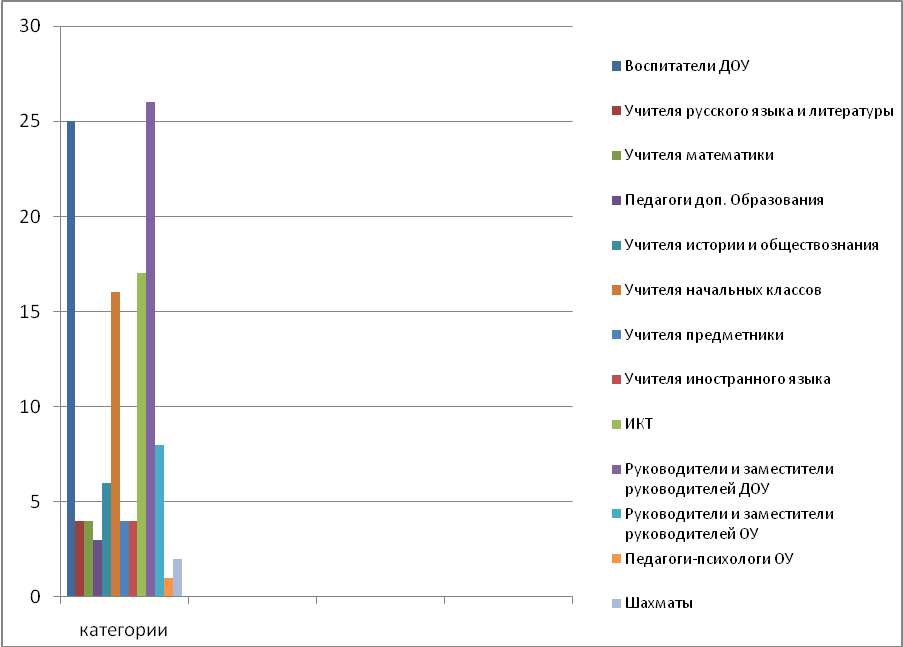 30
25
20
15
10
5
0
категории
Воспитатели ДОУ
Учителя русского языка и литературы
Учителя математики
Педагоги доп. Образования
Учителя истории и обществознания
Учителя начальных классов
Учителя предметники
Учителя иностранного языка
ИКТ
Руководители и заместители
руководителей ДОУ
Руководители и заместители
руководителей ОУ
Педагоги-психологи ОУ
Шахматы